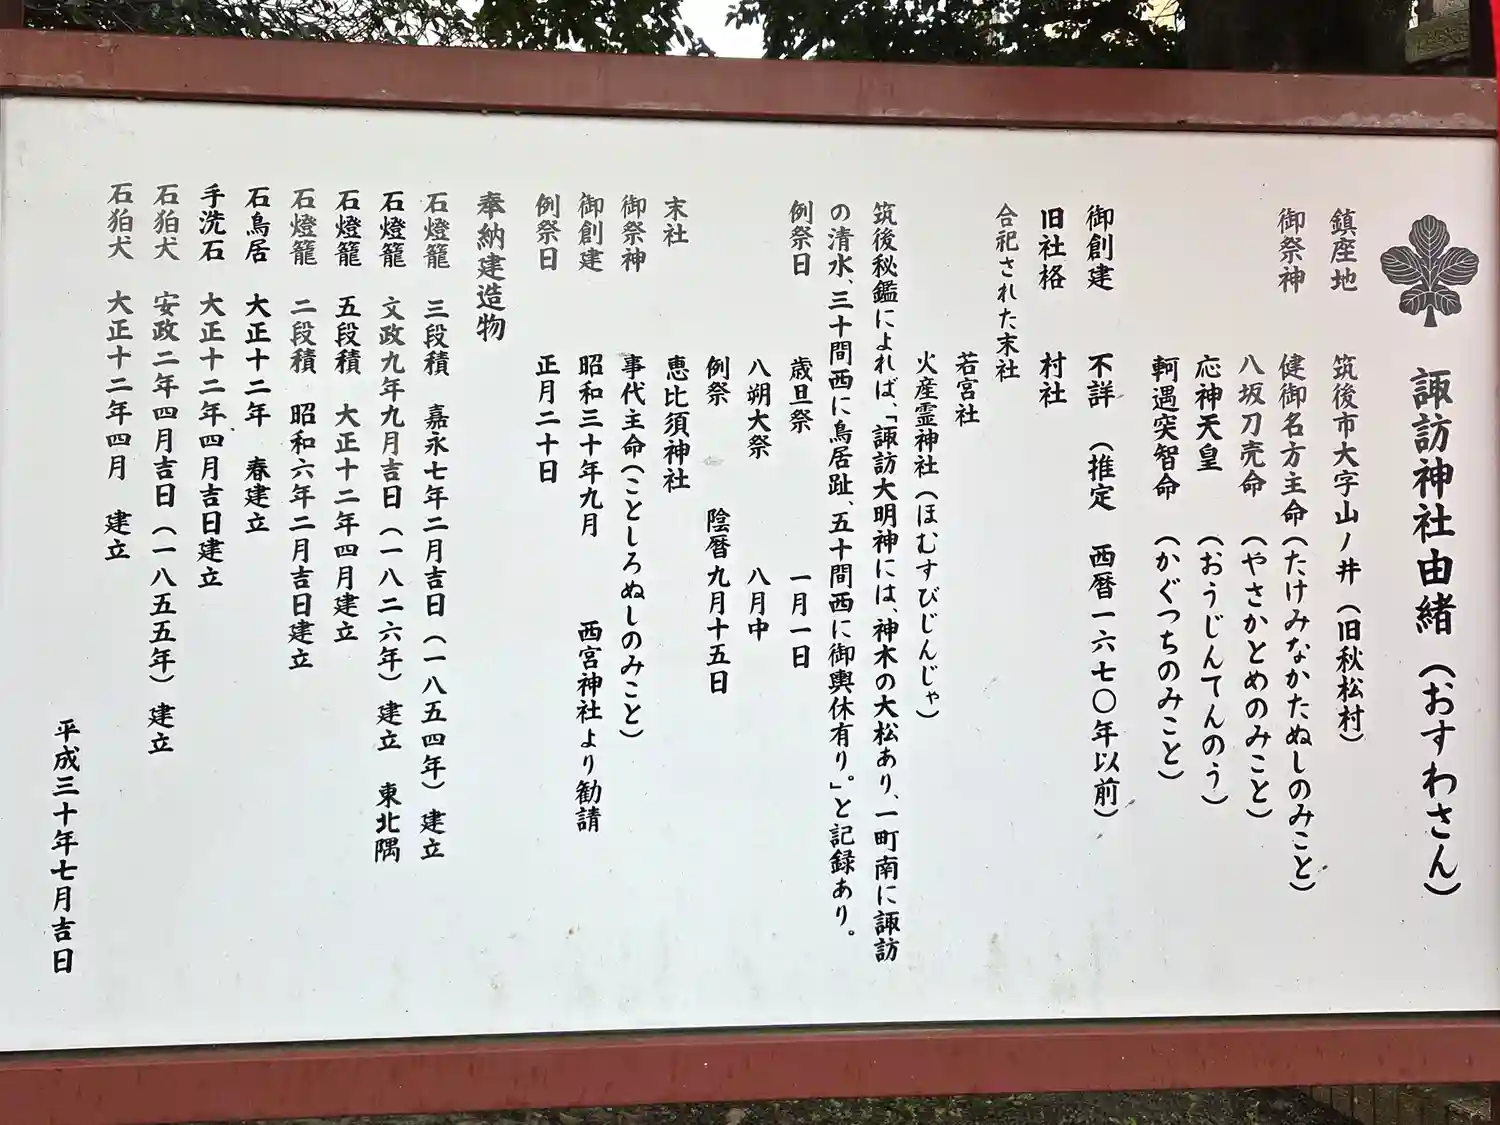 諏訪神社由緒（おすわさん）
鎮座地　筑後市大字山ノ井（旧秋松村）
御祭神　健御名方主命（たけみなかたぬしのみこと）
八坂刀売命　（やさかとめのみこと）
応神天皇　（おうじんてんのう）
軻遇突智命　（かぐつちのみこと）
御創建　不詳　（推定　西暦一六七〇年以前）
旧社格　村社
合祀された末社
若宮社
火産霊神社（ほむすびじんじゃ）
筑後秘鑑によれば、「諏訪大明神には、神木の大松あり、一町南に諏訪
の清水、三十間西に鳥居趾、五十間西に御輿休有り。」と記録あり。
例祭日　歳旦祭　一月一日
八朔大祭　八月中
例祭　陰暦九月十五日
末社　恵比須神社
御祭神　事代主命（ことしろぬしのみこと）
御創建　昭和三十年九月　西宮神社より勧請
例祭日　正月二十日
奉納建造物
石燈籠　三段積　嘉永七年二月吉日（一八五四年）建立
石燈籠　文政九年九月吉日（一八二六年）建立　東北隅
石燈籠　五段積　大正十二年四月建立
石燈籠　二段積　昭和六年二月吉日建立
石鳥居　大正十二年　春建立
手洗石　大正十二年四月吉日建立
石狛犬　安政二年四月吉日（一八五五年）建立
石狛犬　大正十二年四月　建立
平成三十年七月吉日